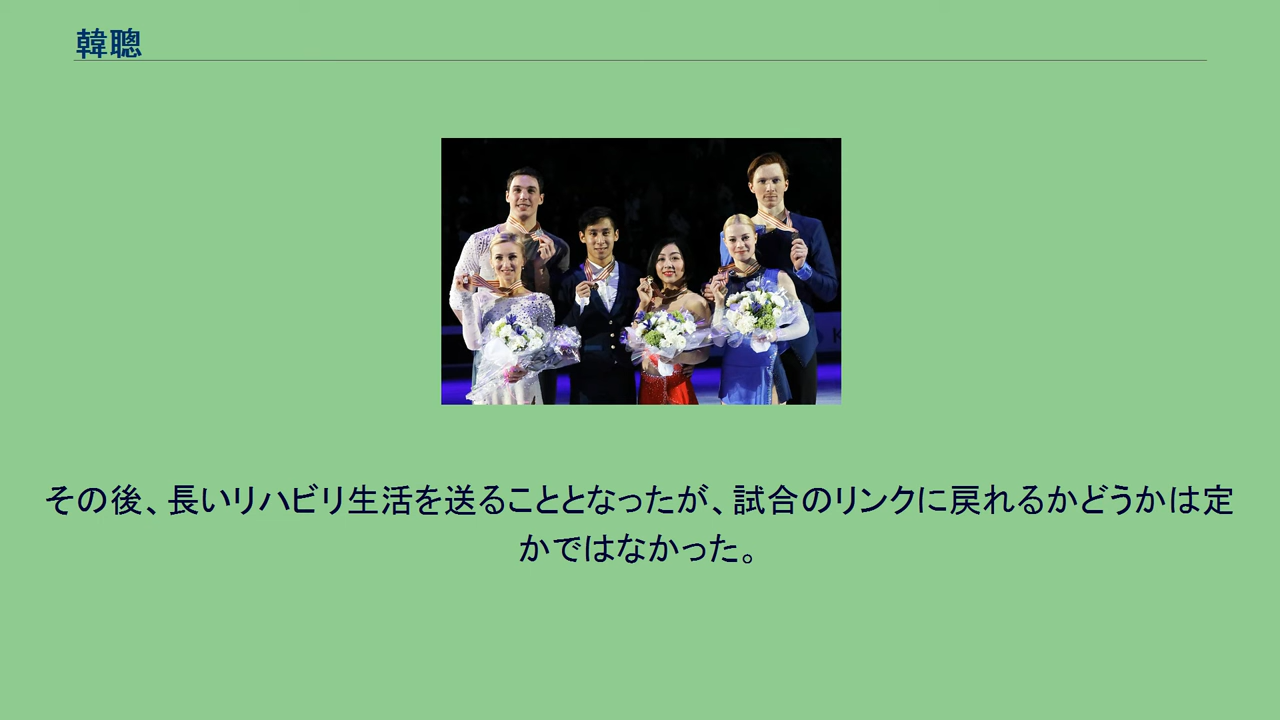 韓聰
その後、長いリハビリ生活を送ることとなったが、試合のリンクに戻れるかどうかは定
かではなかった。